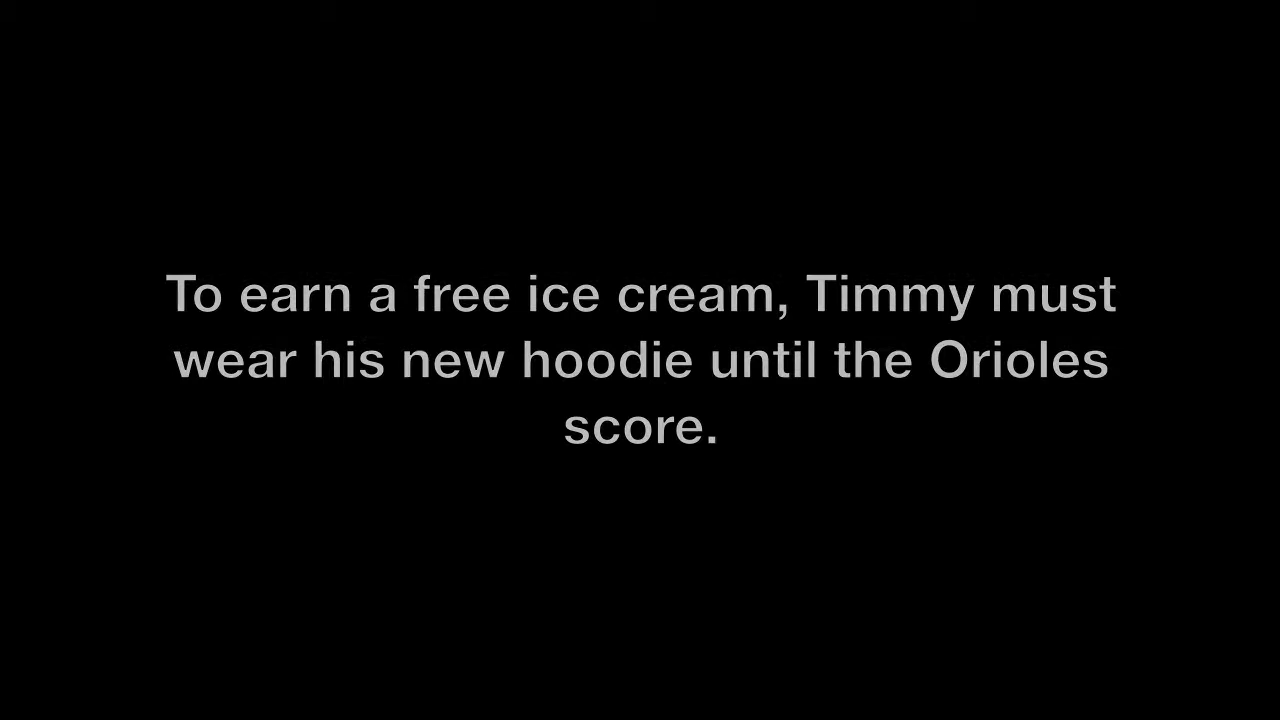 To earn a free ice cream, Timmy must
wear his new hoodie until the Orioles
score.